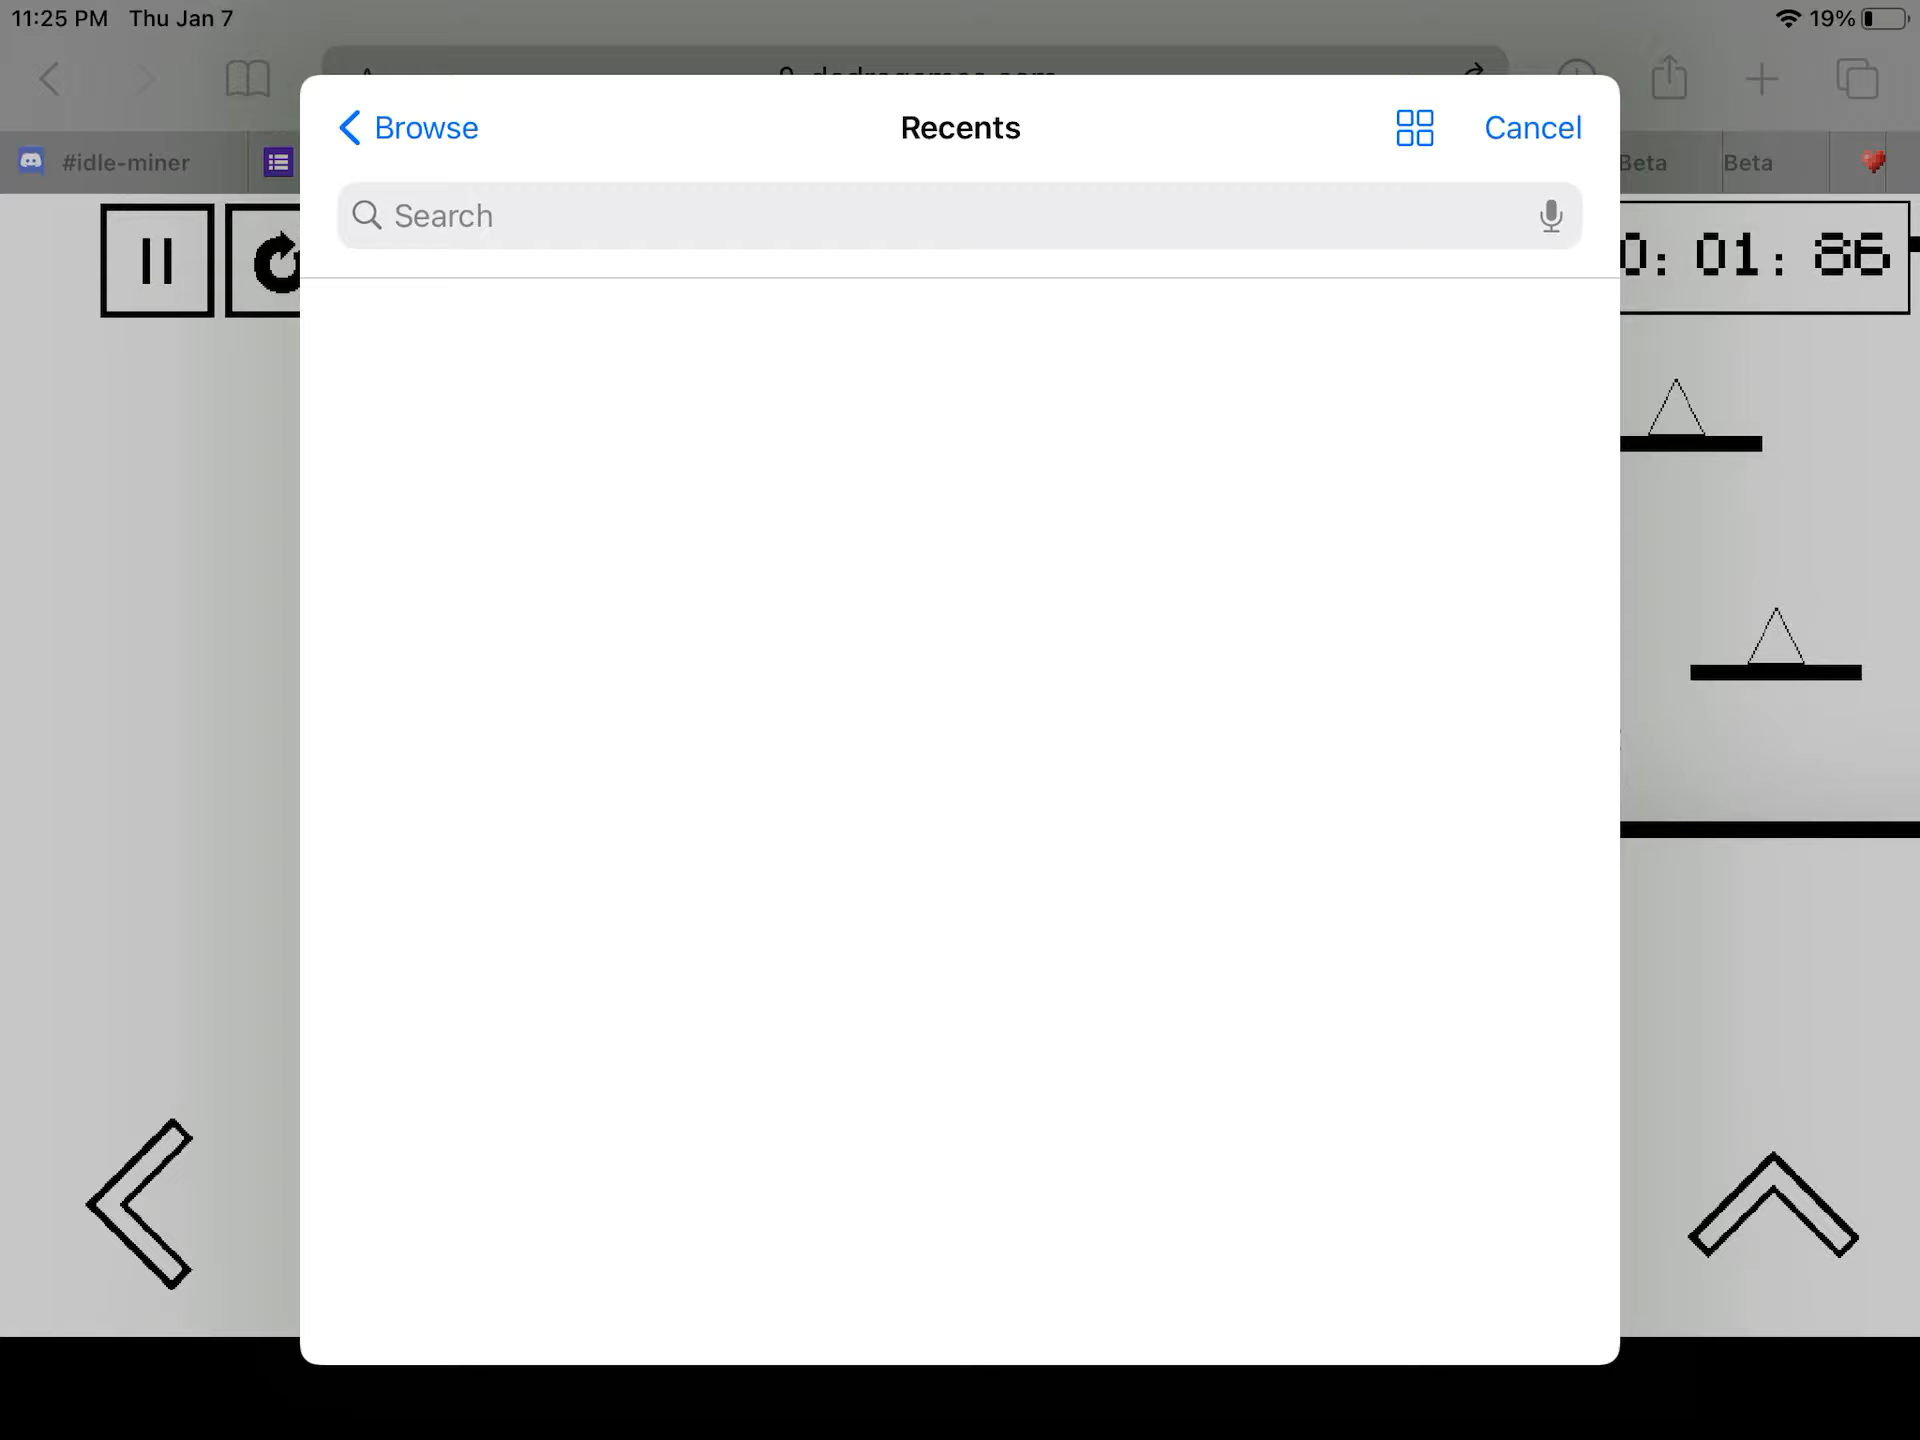 11:25 PM Thu Jan 7
19%
Browse
Recents
Cancel
#idle-miner
Beta
Beta
Search
0: 01: 86